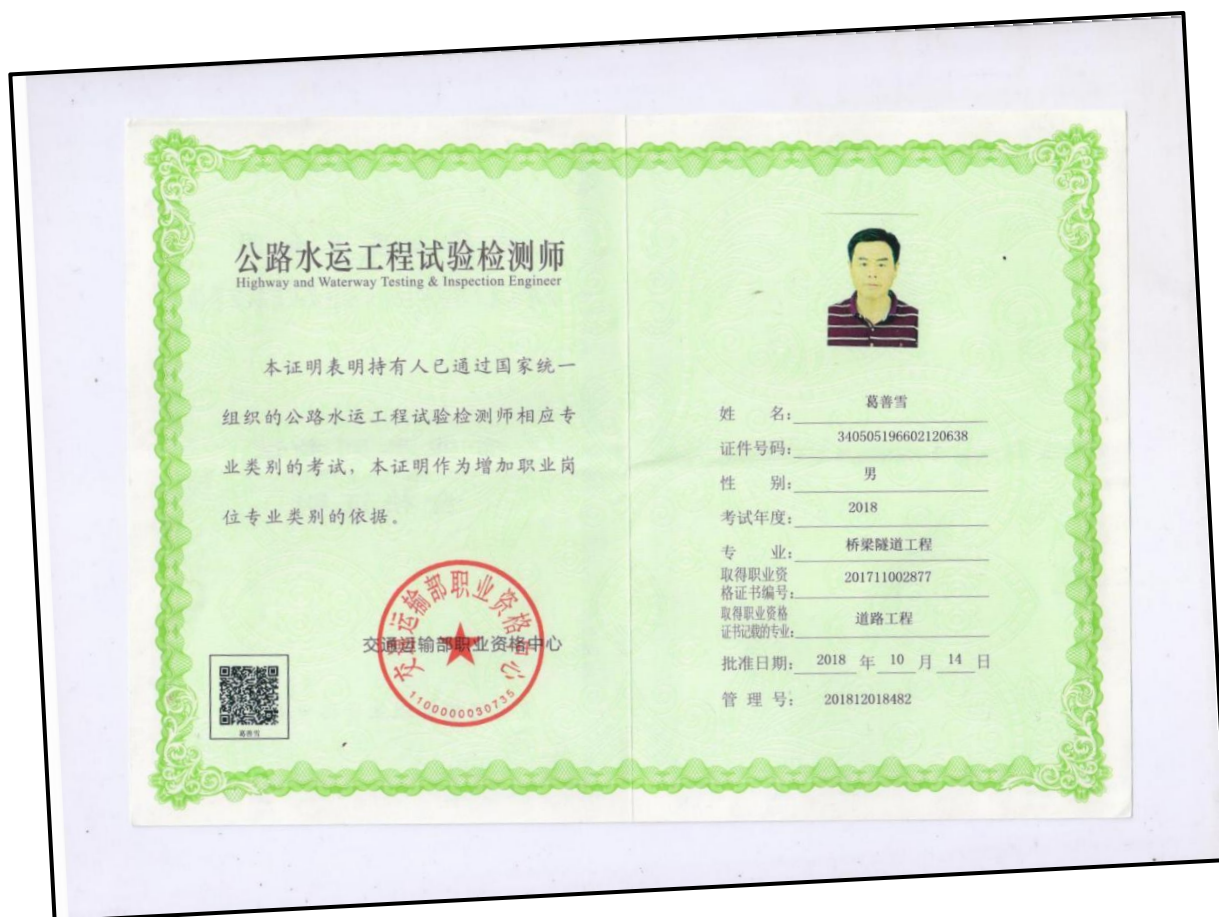 公路水运工程试验检测师
Highway and Waterway Testing & Inspection Engineer
本证明表明持有人已通过国家统一
组织的公路水运工程试验检测师相应专
业类别的考试，本证明作为增加职业岗
位专业类别的依据。
交通运输部职业资格中心
交通运输部职业资格中心
1100000030735
葛善雪
姓 名: 葛善雪
证件号码: 340505196602120638
性 别: 男
考试年度: 2018
专 业: 桥梁隧道工程
取得职业资
格证书编号: 201711002877
取得职业资格
证书记载的专业: 道路工程
批准日期: 2018 年 10 月 14 日
管 理 号: 201812018482